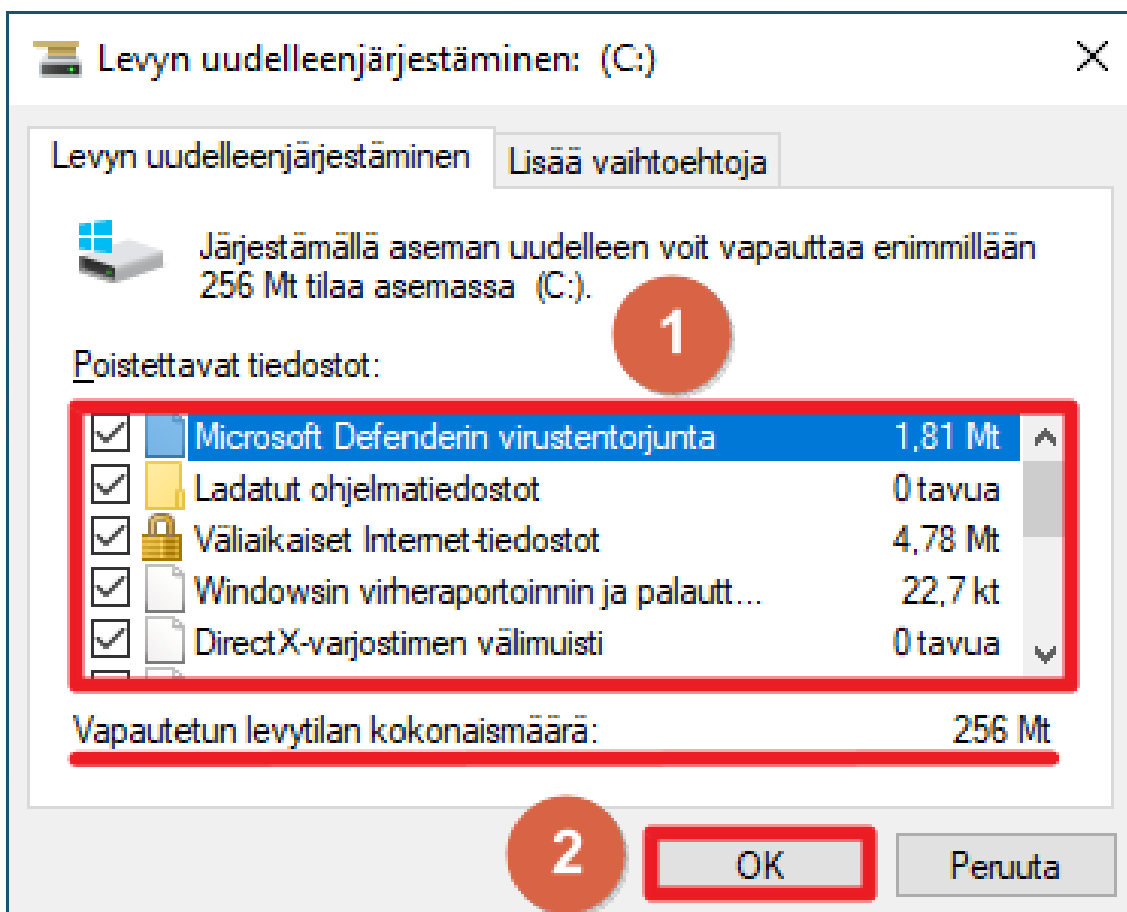 Levyn uudelleenjärjestäminen: (C:)
Levyn uudelleenjärjestäminen
Lisää vaihtoehtoja
Järjestämällä aseman uudelleen voit vapauttaa enimmillään
256 Mt tilaa asemassa (C:).
1
Poistettavat tiedostot:
Microsoft Defenderin virustentorjunta 1,81 Mt
Ladatut ohjelmatiedostot 0 tavua
Väliaikaiset Internet-tiedostot 4,78 Mt
Windowsin virheraportoinnin ja palautt... 22,7 kt
DirectX-varjostimen välimuisti 0 tavua
Vapautetun levytilan kokonaismäärä: 256 Mt
2
OK
Peruuta